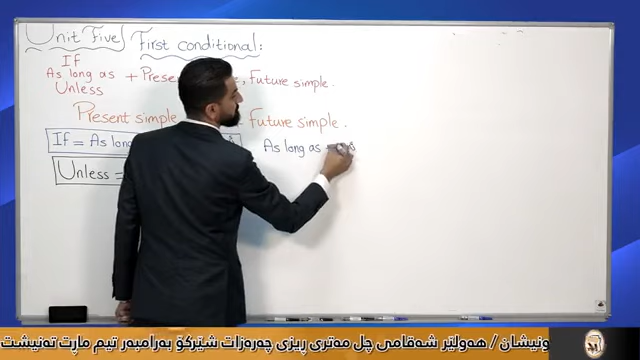 Unit Five / First conditional:
If
As long as + Present , Future simple.
Unless
Present simple Future simple.
If = As long
As long as =
Unless =
ونیشان / هەولێر شەقامی چل مەتری ڕیزی چەرەزات شێرکۆ بەرامبەر تیم مارت تەنیشت